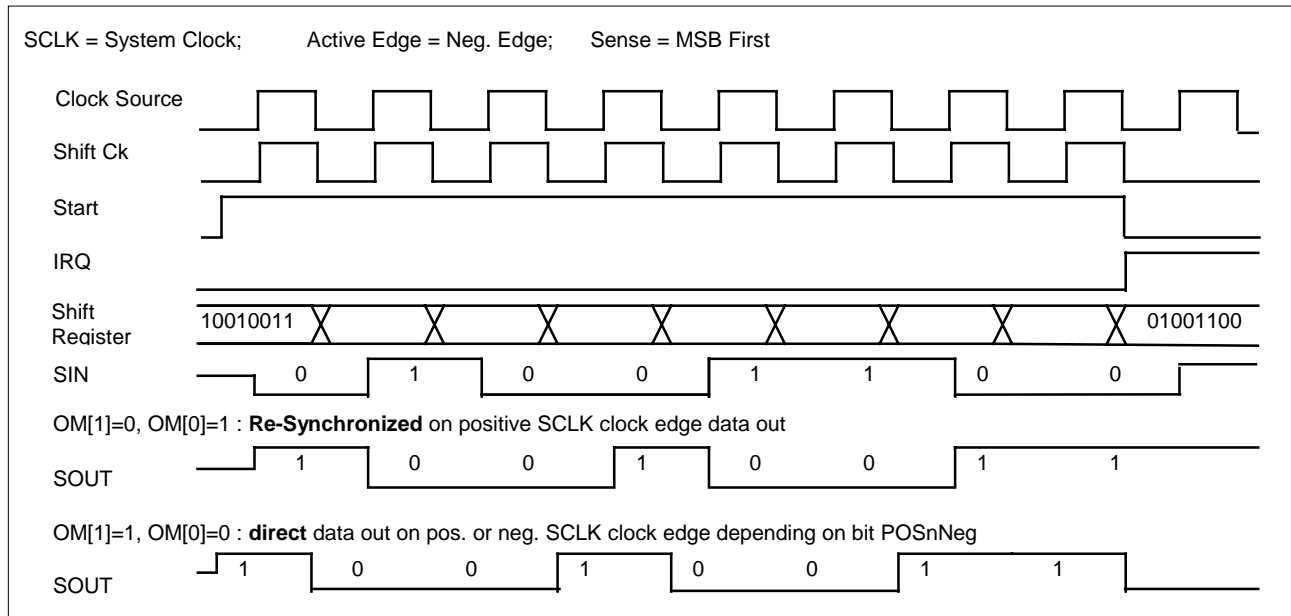 SCLK = System Clock; Active Edge = Neg. Edge; Sense = MSB First
Clock Source
Shift Ck
Start
IRQ
Shift
Register
10010011 01001100
SIN
0 1 0 0 1 1 0 0
OM[1]=0, OM[0]=1 : Re-Synchronized on positive SCLK clock edge data out
SOUT
1 0 0 1 0 0 1 1
OM[1]=1, OM[0]=0 : direct data out on pos. or neg. SCLK clock edge depending on bit POSnNeg
SOUT
1 0 0 1 0 0 1 1